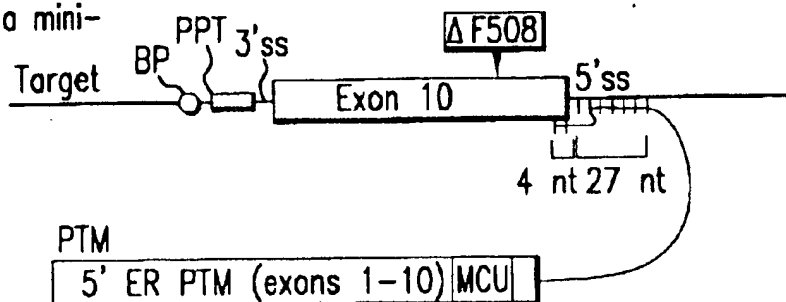 a mini-
Target
BP
PPT
3'ss
Exon 10
Δ F508
5'ss
4 nt 27 nt
PTM
5' ER PTM (exons 1-10) MCU